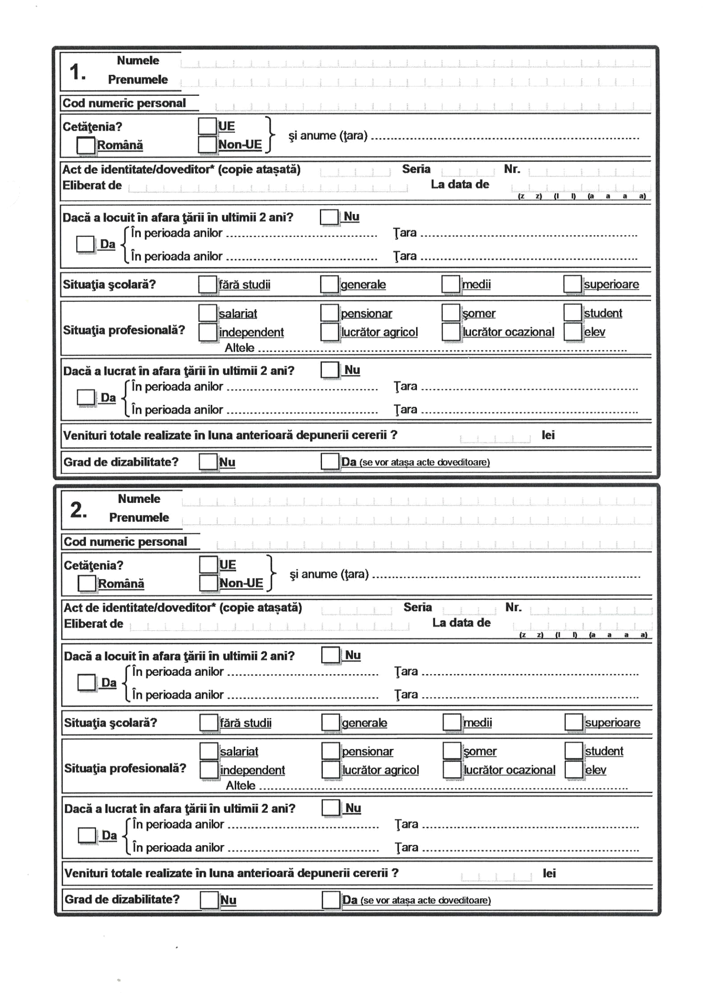 1. Numele
Prenumele
Cod numeric personal
Cetăţenia? UE
Română Non-UE şi anume (ţara) ........................................
Act de identitate/doveditor* (copie ataşată) Seria Nr.
Eliberat de La data de
(z z) (l l) (a a a a)
Dacă a locuit în afara ţării în ultimii 2 ani? Nu
Da În perioada anilor ........................................ Ţara ........................................
În perioada anilor ........................................ Ţara ........................................
Situaţia şcolară? fără studii generale medii superioare
salariat pensionar şomer student
Situaţia profesională? independent lucrător agricol lucrător ocazional elev
Altele ........................................
Dacă a lucrat în afara ţării în ultimii 2 ani? Nu
Da În perioada anilor ........................................ Ţara ........................................
În perioada anilor ........................................ Ţara ........................................
Venituri totale realizate în luna anterioară depunerii cererii ? lei
Grad de dizabilitate? Nu Da (se vor ataşa acte doveditoare)
2. Numele
Prenumele
Cod numeric personal
Cetăţenia? UE
Română Non-UE şi anume (ţara) ........................................
Act de identitate/doveditor* (copie ataşată) Seria Nr.
Eliberat de La data de
(z z) (l l) (a a a a)
Dacă a locuit în afara ţării în ultimii 2 ani? Nu
Da În perioada anilor ........................................ Ţara ........................................
În perioada anilor ........................................ Ţara ........................................
Situaţia şcolară? fără studii generale medii superioare
salariat pensionar şomer student
Situaţia profesională? independent lucrător agricol lucrător ocazional elev
Altele ........................................
Dacă a lucrat în afara ţării în ultimii 2 ani? Nu
Da În perioada anilor ........................................ Ţara ........................................
În perioada anilor ........................................ Ţara ........................................
Venituri totale realizate în luna anterioară depunerii cererii ? lei
Grad de dizabilitate? Nu Da (se vor ataşa acte doveditoare)